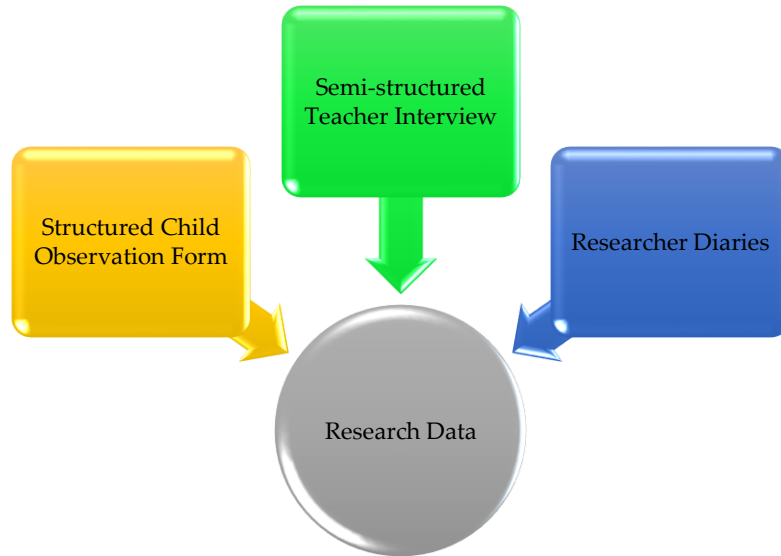 Semi-structured
Teacher Interview
Structured Child
Observation Form
Researcher Diaries
Research Data